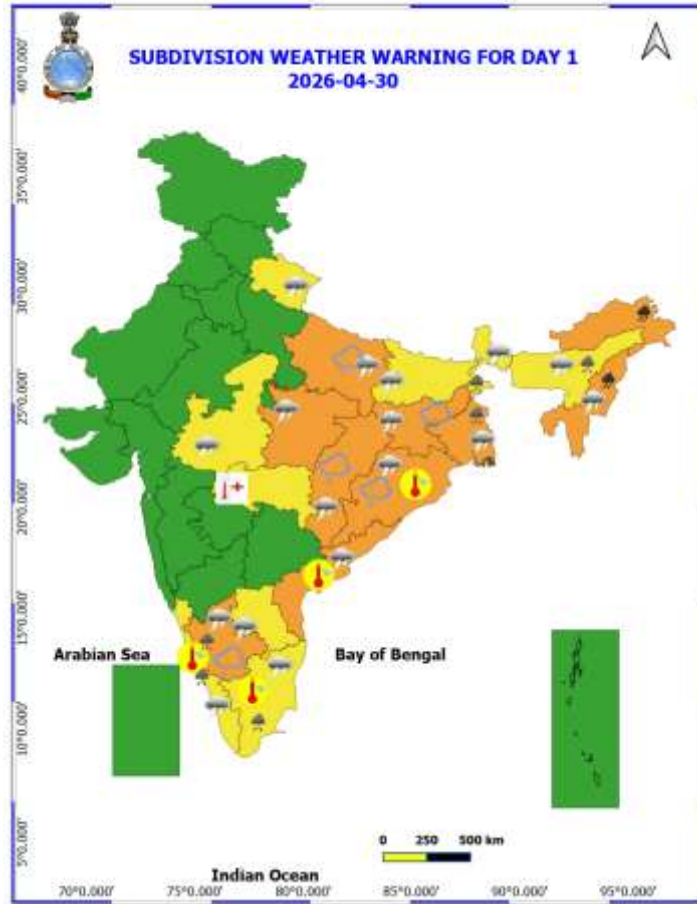 SUBDIVISION WEATHER WARNING FOR DAY 1
2026-04-30
40°0.000'
35°0.000'
30°0.000'
25°0.000'
20°0.000'
15°0.000'
10°0.000'
5°0.000'
Arabian Sea
Bay of Bengal
0 250 500 km
Indian Ocean
70°0.000' 75°0.000' 80°0.000' 85°0.000' 90°0.000' 95°0.000'